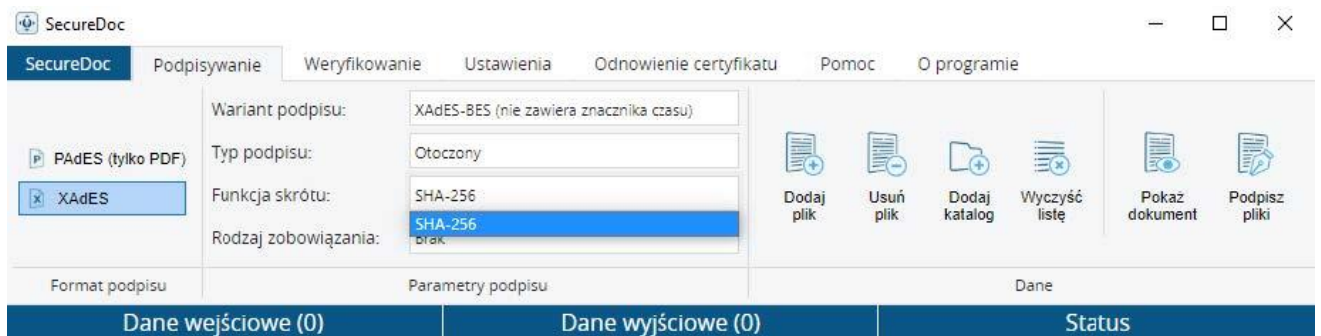 SecureDoc
SecureDoc Podpisywanie Weryfikowanie Ustawienia Odnowienie certyfikatu Pomoc O programie
PAdES (tylko PDF)
XAdES
Format podpisu
Wariant podpisu: XAdES-BES (nie zawiera znacznika czasu)
Typ podpisu: Otoczony
Funkcja skrótu: SHA-256
SHA-256
Rodzaj zobowiązania: Brak
Parametry podpisu
Dodaj
plik
Usuń
plik
Dodaj
katalog
Wyczyść
listę
Pokaż
dokument
Podpisz
pliki
Dane
Dane wejściowe (0) Dane wyjściowe (0) Status